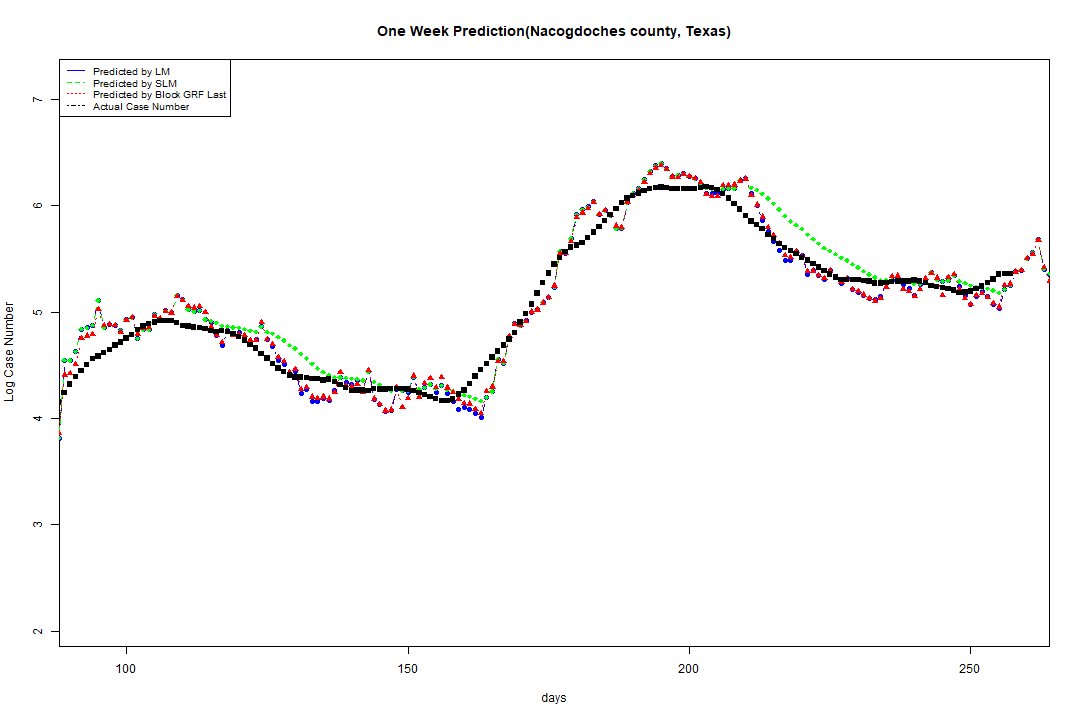 One Week Prediction(Nacogdoches county, Texas)
Predicted by LM
Predicted by SLM
Predicted by Block GRF Last
Actual Case Number
Log Case Number
7
6
5
4
3
2
100 150 200 250
days